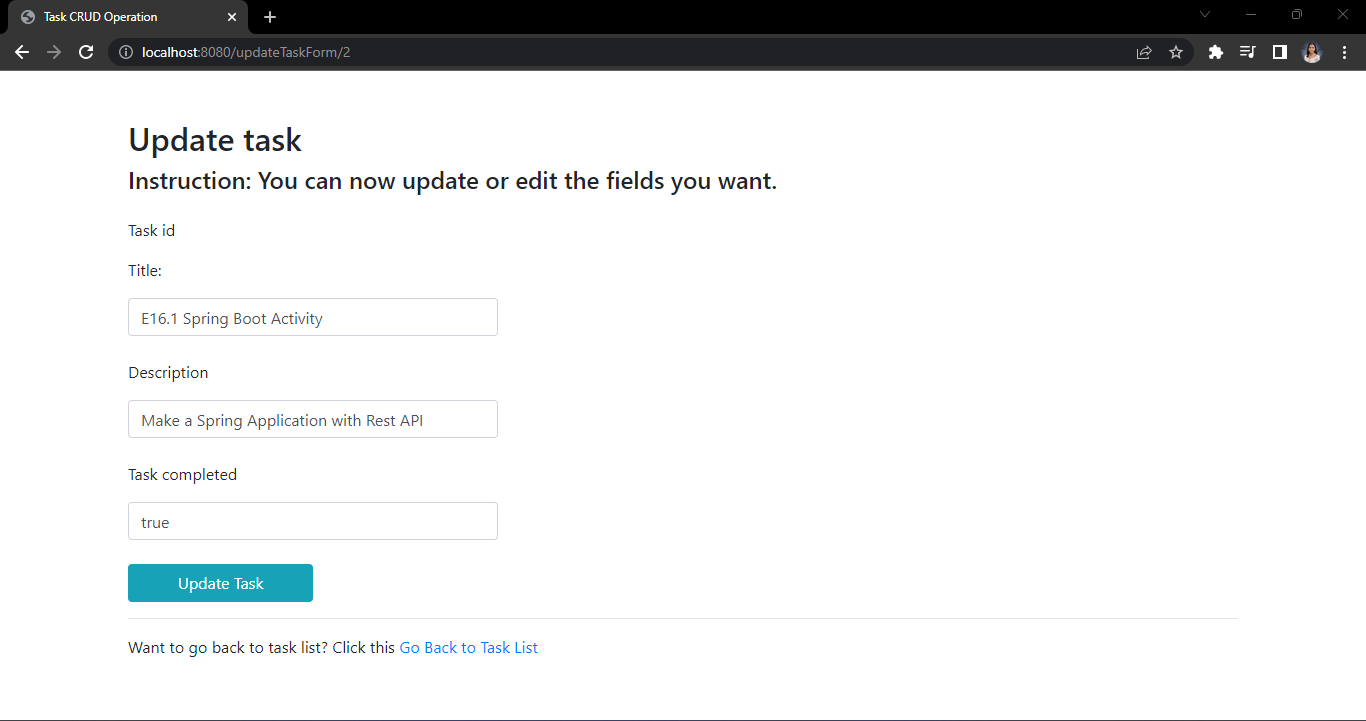 Task CRUD Operation
localhost:8080/updateTaskForm/2
Update task
Instruction: You can now update or edit the fields you want.
Task id
Title:
E16.1 Spring Boot Activity
Description
Make a Spring Application with Rest API
Task completed
true
Update Task
Want to go back to task list? Click this Go Back to Task List